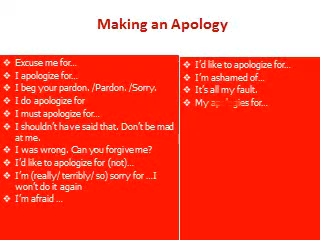 Making an Apology
❖ Excuse me for...
❖ I apologize for...
❖ I beg your pardon. /Pardon. /Sorry.
❖ I do apologize for
❖ I must apologize for...
❖ I shouldn't have said that. Don't be mad
at me.
❖ I was wrong. Can you forgive me?
❖ I'd like to apologize for (not)...
❖ I'm (really/ terribly/ so) sorry for ...I
won't do it again
❖ I'm afraid ...
❖ I'd like to apologize for...
❖ I'm ashamed of...
❖ It's all my fault.
❖ My apologies for...